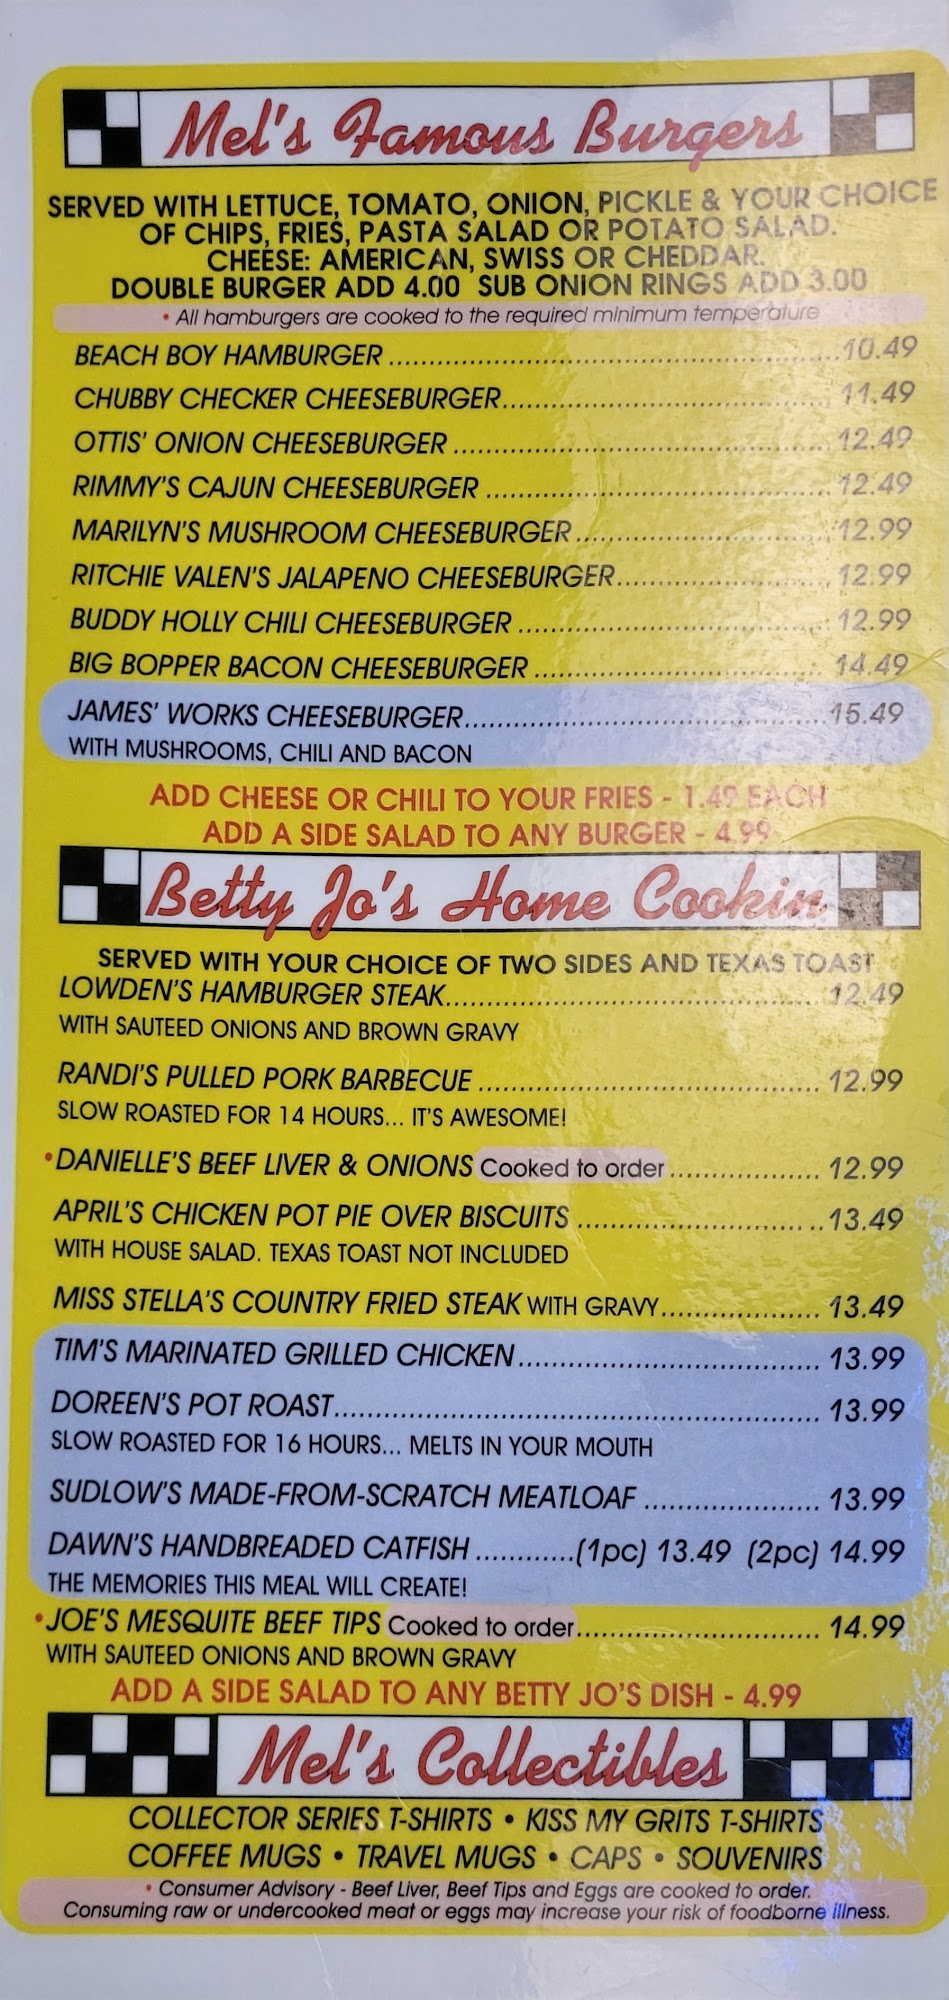 Mel's Famous Burgers
SERVED WITH LETTUCE, TOMATO, ONION, PICKLE & YOUR CHOICE
OF CHIPS, FRIES, PASTA SALAD OR POTATO SALAD.
CHEESE: AMERICAN, SWISS OR CHEDDAR.
DOUBLE BURGER ADD 4.00 SUB ONION RINGS ADD 3.00
• All hamburgers are cooked to the required minimum temperature
BEACH BOY HAMBURGER ........ 10.49
CHUBBY CHECKER CHEESEBURGER........ 11.49
OTTIS' ONION CHEESEBURGER ........ 12.49
RIMMY'S CAJUN CHEESEBURGER ........ 12.49
MARILYN'S MUSHROOM CHEESEBURGER........ 12.99
RITCHIE VALEN'S JALAPENO CHEESEBURGER........ 12.99
BUDDY HOLLY CHILI CHEESEBURGER ........ 12.99
BIG BOPPER BACON CHEESEBURGER ........ 14.49
JAMES' WORKS CHEESEBURGER........ 15.49
WITH MUSHROOMS, CHILI AND BACON
ADD CHEESE OR CHILI TO YOUR FRIES - 1.49 EACH
ADD A SIDE SALAD TO ANY BURGER - 4.99
Betty Jo's Home Cookin
SERVED WITH YOUR CHOICE OF TWO SIDES AND TEXAS TOAST
LOWDEN'S HAMBURGER STEAK........ 12.49
WITH SAUTEED ONIONS AND BROWN GRAVY
RANDI'S PULLED PORK BARBECUE ........ 12.99
SLOW ROASTED FOR 14 HOURS... IT'S AWESOME!
•DANIELLE'S BEEF LIVER & ONIONS Cooked to order........ 12.99
APRIL'S CHICKEN POT PIE OVER BISCUITS ........ 13.49
WITH HOUSE SALAD. TEXAS TOAST NOT INCLUDED
MISS STELLA'S COUNTRY FRIED STEAK WITH GRAVY........ 13.49
TIM'S MARINATED GRILLED CHICKEN........ 13.99
DOREEN'S POT ROAST........ 13.99
SLOW ROASTED FOR 16 HOURS... MELTS IN YOUR MOUTH
SUDLOW'S MADE-FROM-SCRATCH MEATLOAF ........ 13.99
DAWN'S HANDBREADED CATFISH ........(1pc) 13.49 (2pc) 14.99
THE MEMORIES THIS MEAL WILL CREATE!
•JOE'S MESQUITE BEEF TIPS Cooked to order........ 14.99
WITH SAUTEED ONIONS AND BROWN GRAVY
ADD A SIDE SALAD TO ANY BETTY JO'S DISH - 4.99
Mel's Collectibles
COLLECTOR SERIES T-SHIRTS • KISS MY GRITS T-SHIRTS
COFFEE MUGS • TRAVEL MUGS • CAPS • SOUVENIRS
• Consumer Advisory - Beef Liver, Beef Tips and Eggs are cooked to order.
Consuming raw or undercooked meat or eggs may increase your risk of foodborne illness.